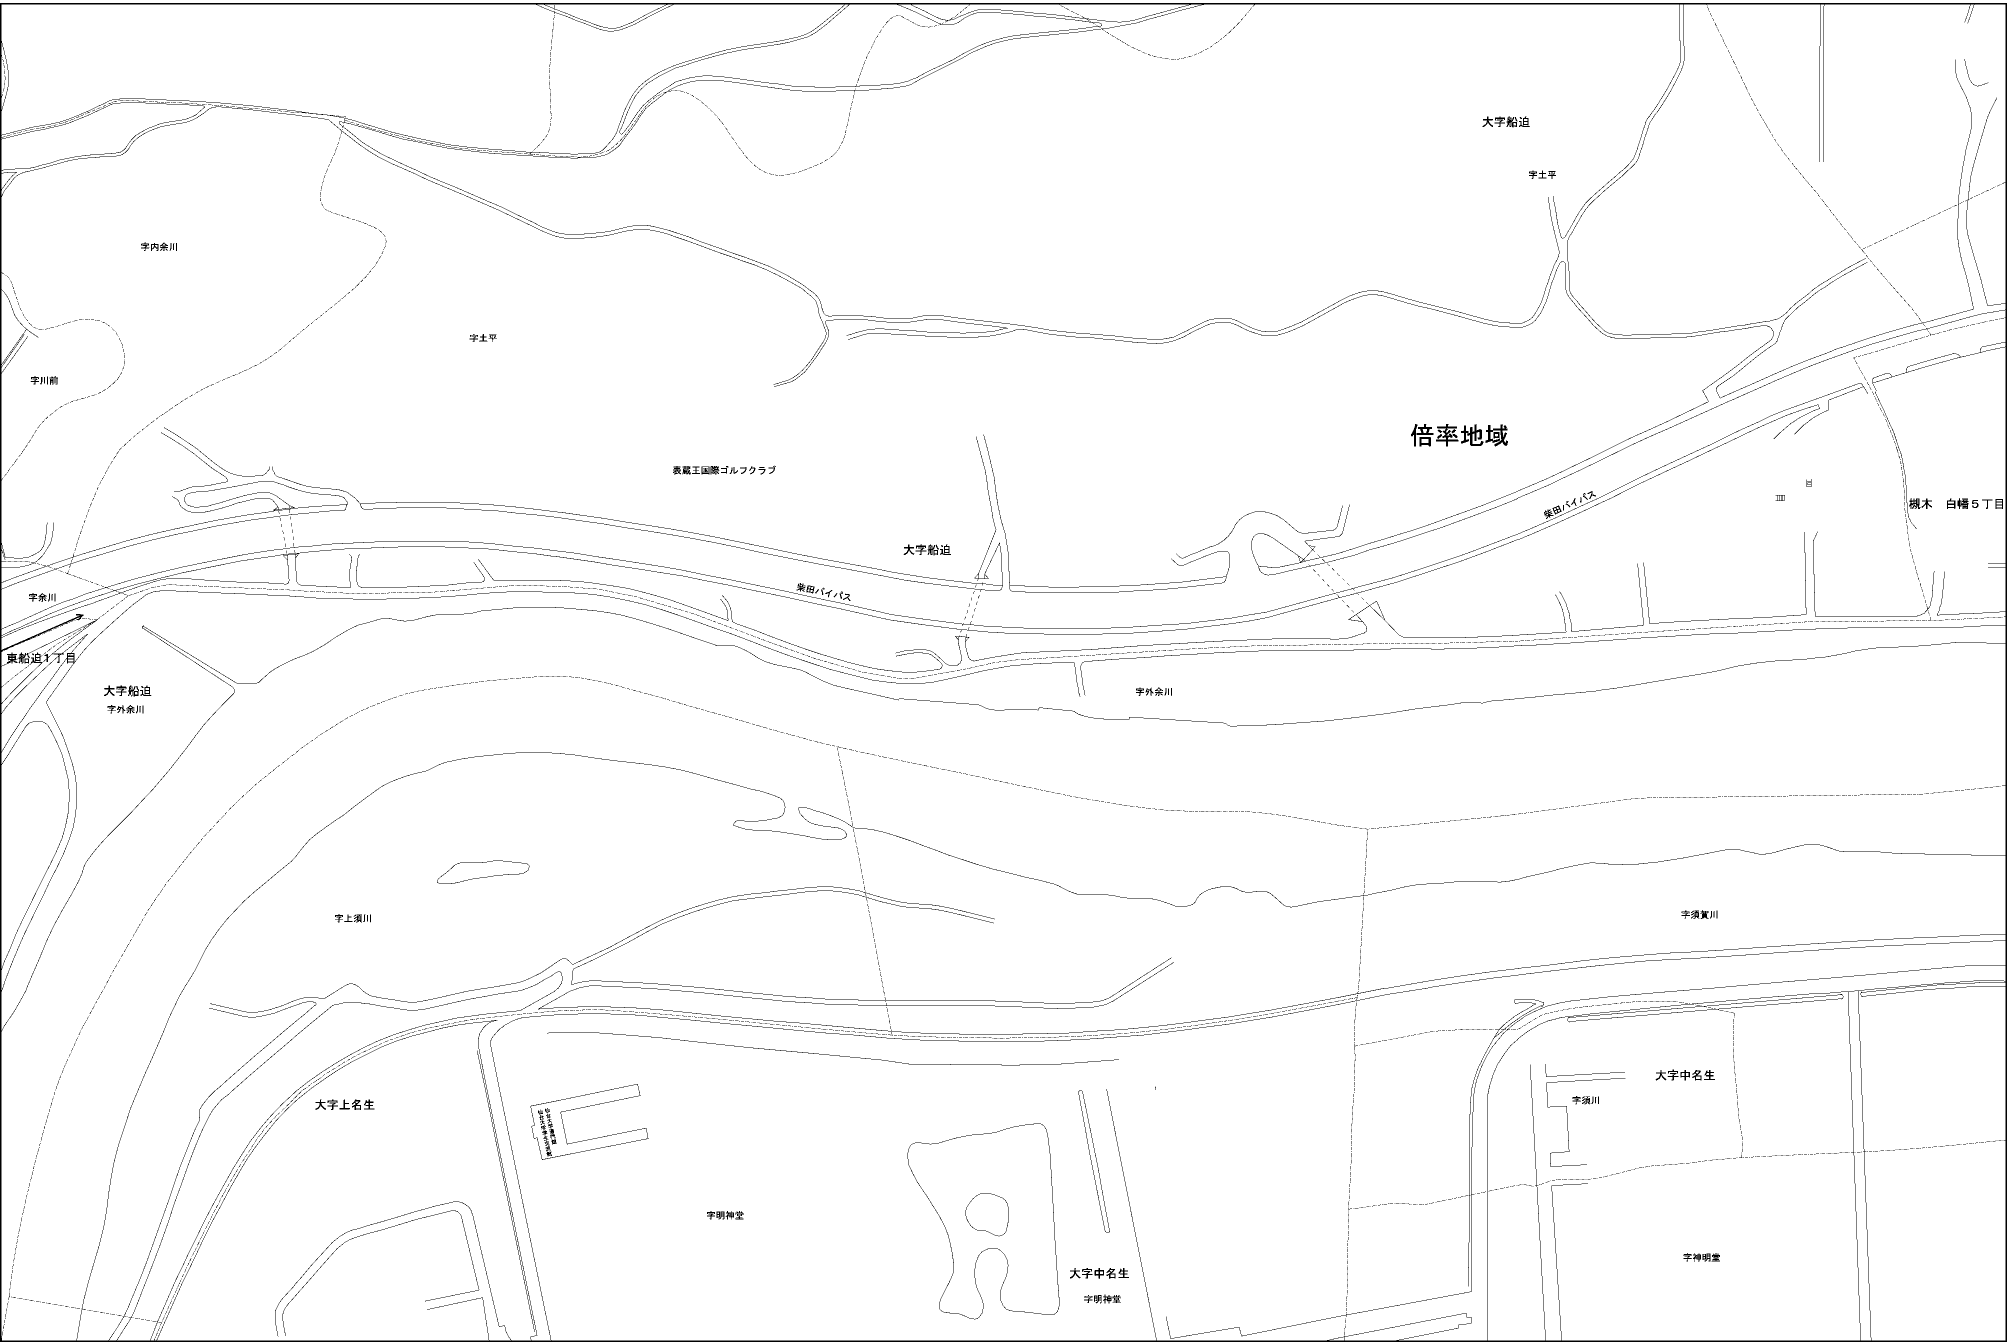 大字船迫
字土平
字内余川
字土平
字川前
倍率地域
表蔵王国際ゴルフクラブ
柴田バイパス
槻木　白幡５丁目
大字船迫
柴田バイパス
字余川
東船迫１丁目
大字船迫
字外余川
字外余川
字上須川
字須賀川
大字中名生
字須川
大字上名生
字明神堂
字神明堂
大字中名生
字明神堂